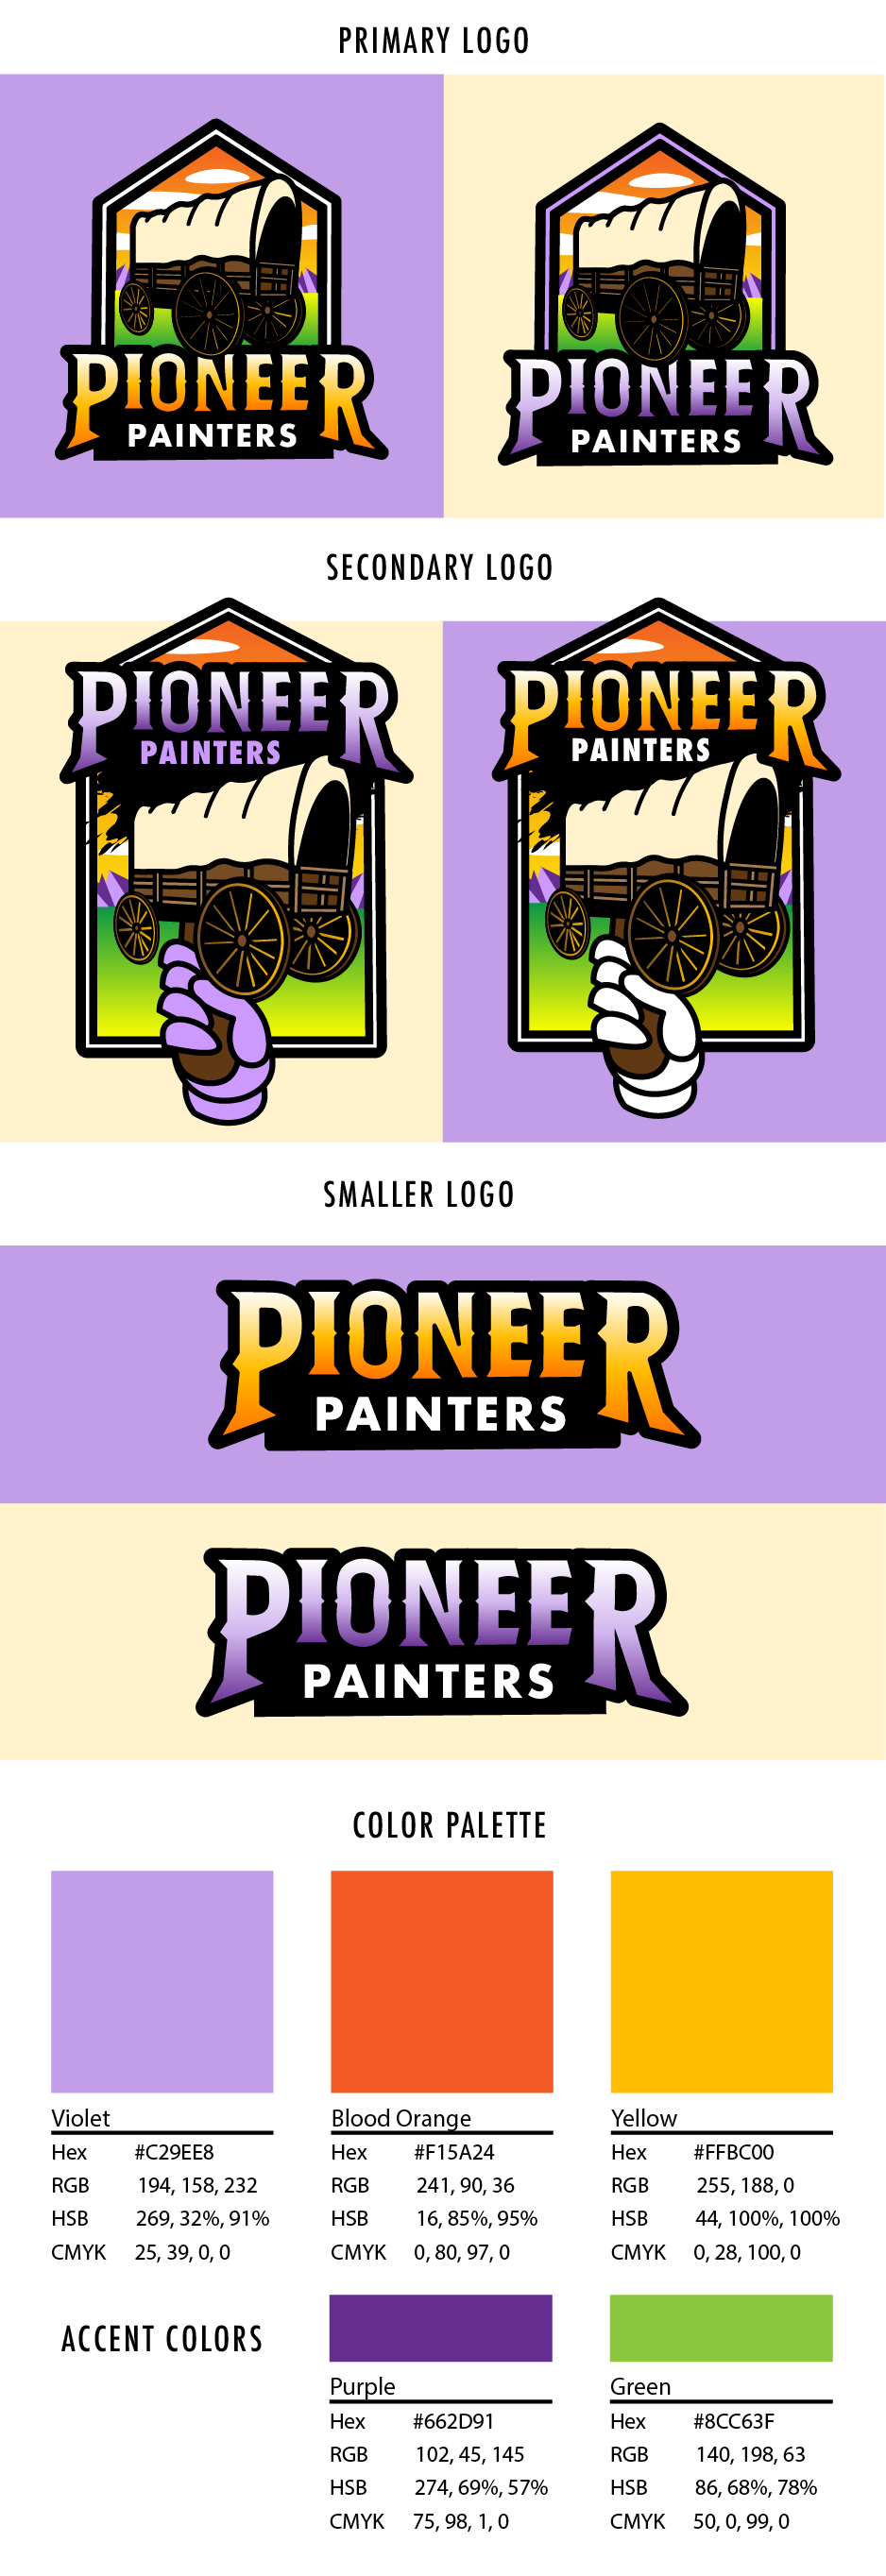 PRIMARY LOGO
PIONEER
PAINTERS
PIONEER
PAINTERS
SECONDARY LOGO
PIONEER
PAINTERS
PIONEER
PAINTERS
SMALLER LOGO
PIONEER
PAINTERS
PIONEER
PAINTERS
COLOR PALETTE
Violet
Hex #C29EE8
RGB 194, 158, 232
HSB 269, 32%, 91%
CMYK 25, 39, 0, 0
Blood Orange
Hex #F15A24
RGB 241, 90, 36
HSB 16, 85%, 95%
CMYK 0, 80, 97, 0
Yellow
Hex #FFBC00
RGB 255, 188, 0
HSB 44, 100%, 100%
CMYK 0, 28, 100, 0
ACCENT COLORS
Purple
Hex #662D91
RGB 102, 45, 145
HSB 274, 69%, 57%
CMYK 75, 98, 1, 0
Green
Hex #8CC63F
RGB 140, 198, 63
HSB 86, 68%, 78%
CMYK 50, 0, 99, 0